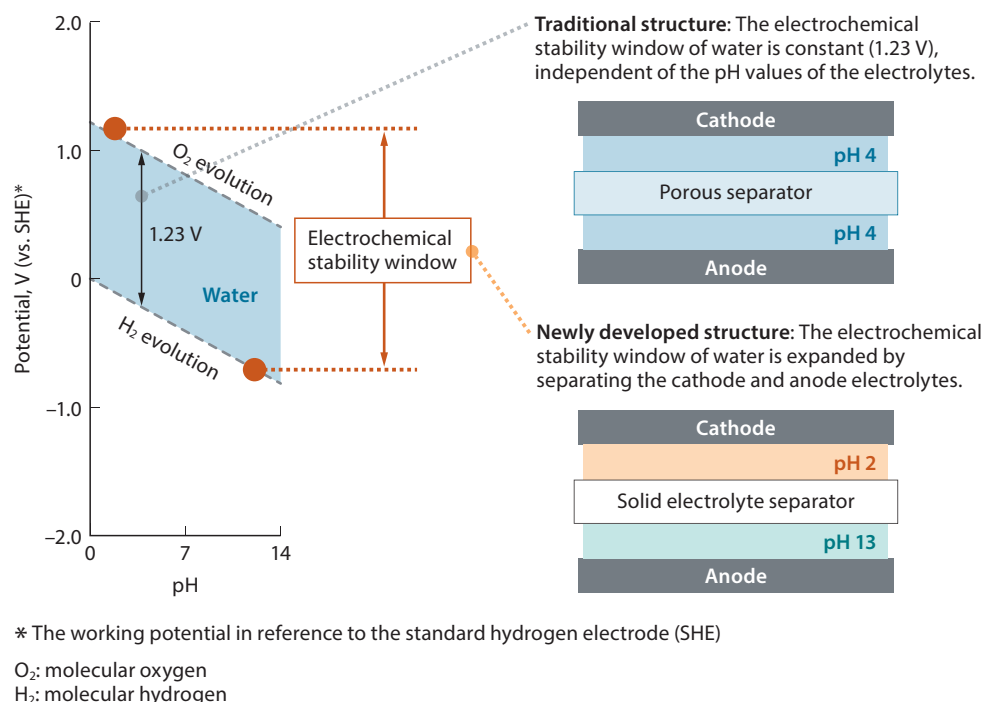 2.0
1.0
0
–1.0
–2.0
Potential, V (vs. SHE)*
0
7
14
pH
O₂ evolution
1.23 V
Water
H₂ evolution
Electrochemical
stability window
Traditional structure: The electrochemical
stability window of water is constant (1.23 V),
independent of the pH values of the electrolytes.
Cathode
pH 4
Porous separator
pH 4
Anode
Newly developed structure: The electrochemical
stability window of water is expanded by
separating the cathode and anode electrolytes.
Cathode
pH 2
Solid electrolyte separator
pH 13
Anode
* The working potential in reference to the standard hydrogen electrode (SHE)
O₂: molecular oxygen
H₂: molecular hydrogen